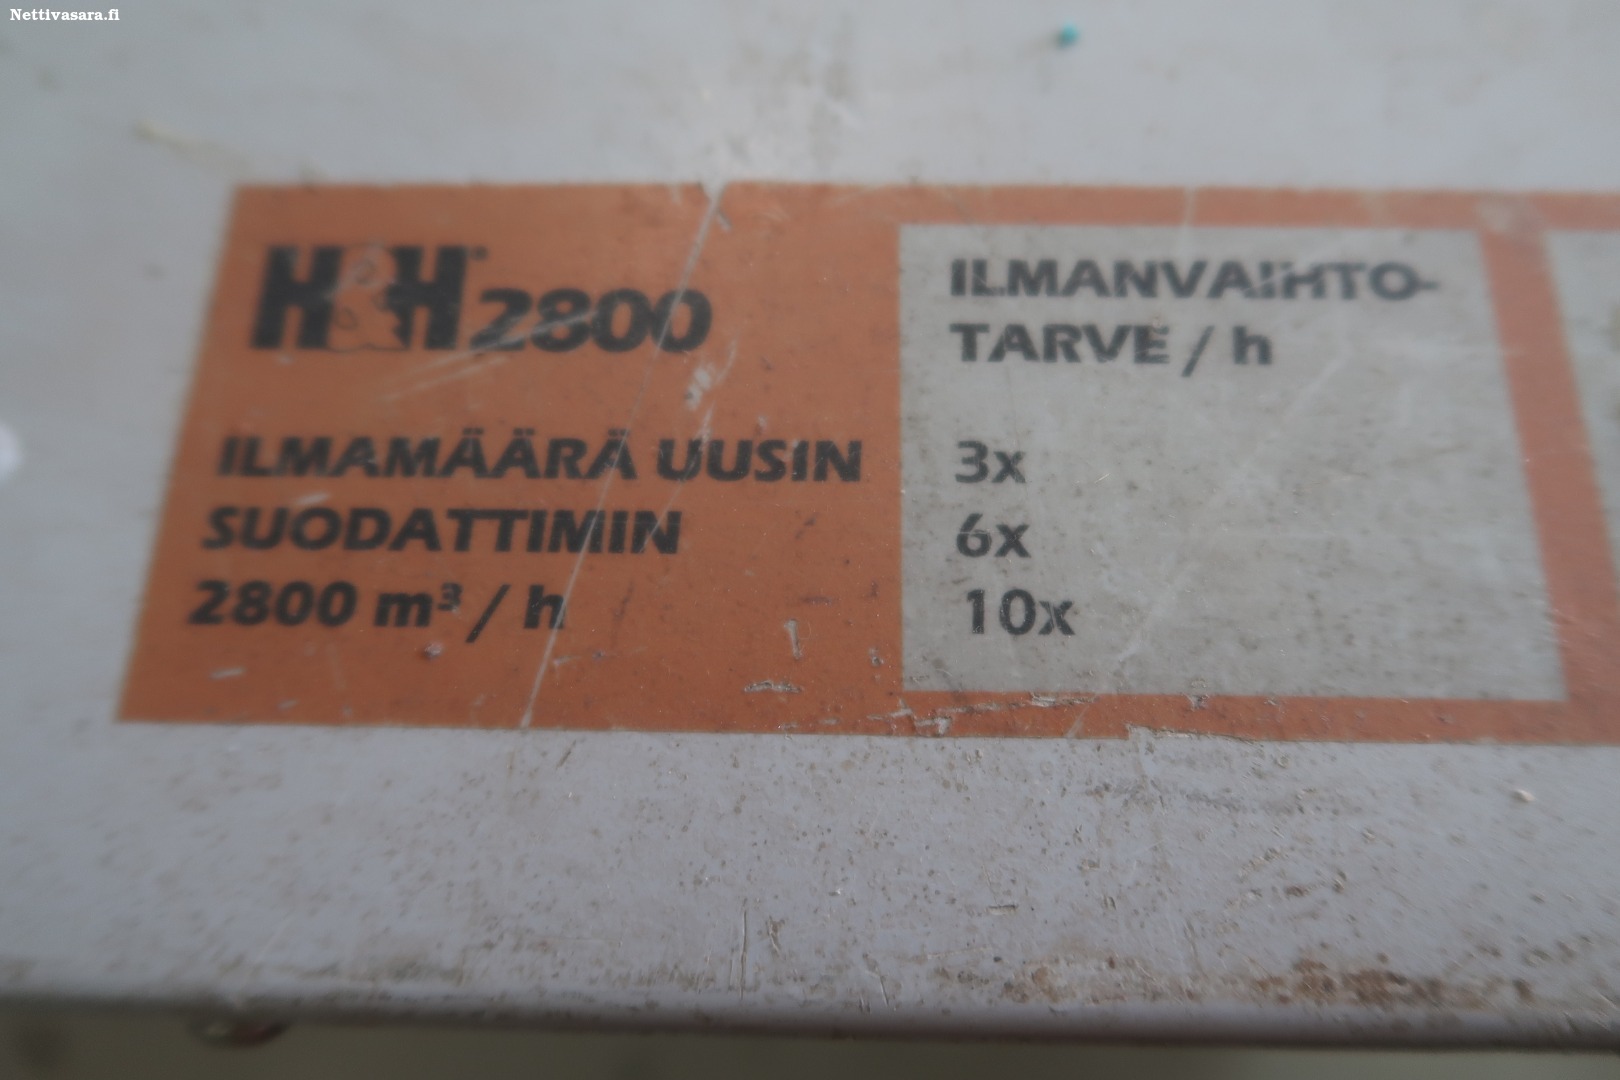 Nettivasara.fi
H&H 2800
ILMAMÄÄRÄ UUSIN
SUODATTIMIN
2800 m³ / h
ILMANVAIHTO-
TARVE / h
3x
6x
10x